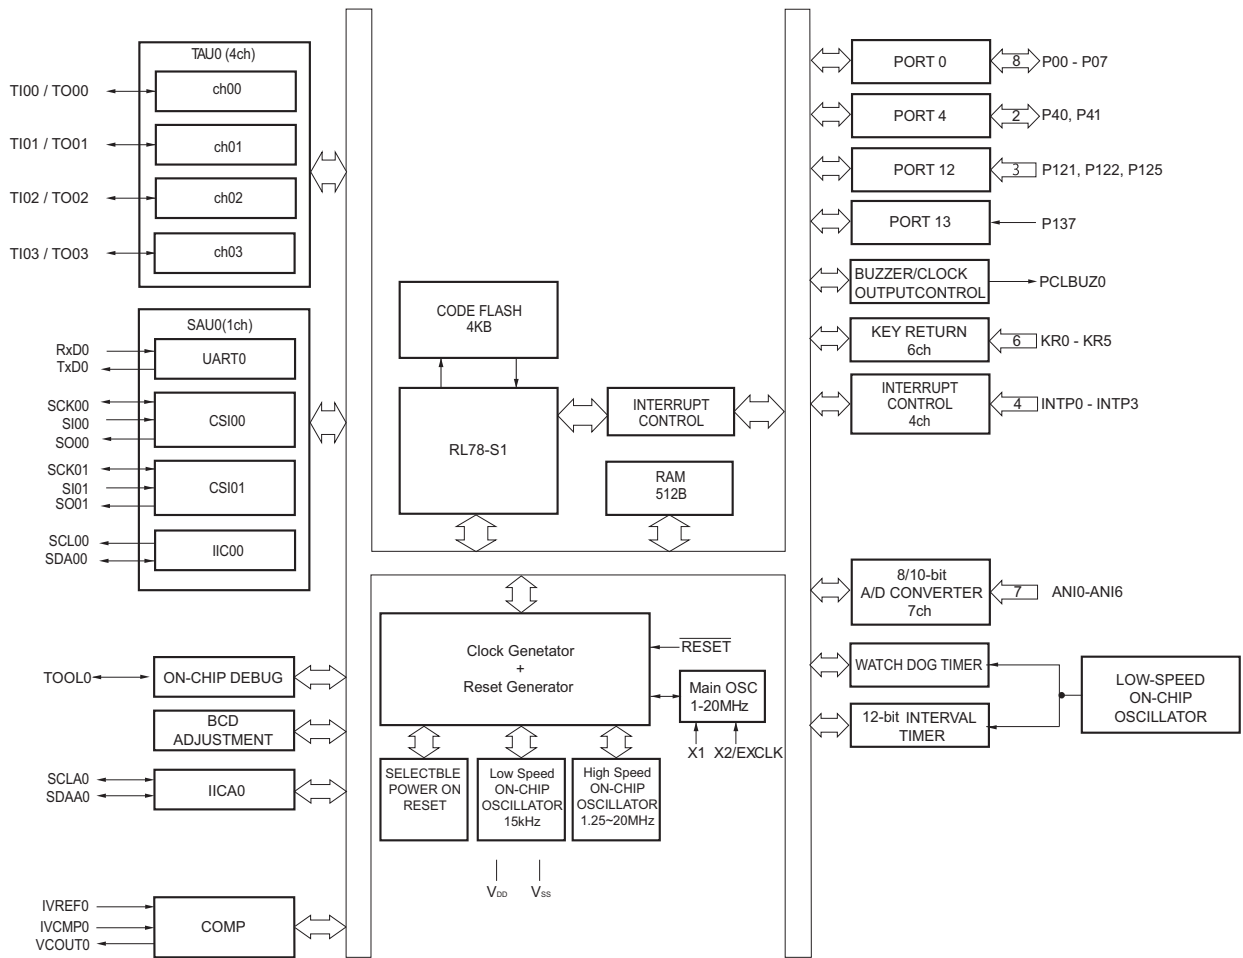 TAU0 (4ch)
TI00 / TO00
ch00
TI01 / TO01
ch01
TI02 / TO02
ch02
TI03 / TO03
ch03
SAU0(1ch)
RxD0
TxD0
UART0
SCK00
SI00
SO00
CSI00
SCK01
SI01
SO01
CSI01
SCL00
SDA00
IIC00
TOOL0
ON-CHIP DEBUG
BCD
ADJUSTMENT
SCLA0
SDAA0
IICA0
IVREF0
IVCMP0
VCOUT0
COMP
CODE FLASH
4KB
RL78-S1
INTERRUPT
CONTROL
RAM
512B
Clock Genetator
+
Reset Generator
RESET
Main OSC
1-20MHz
X1 X2/EXCLK
SELECTBLE
POWER ON
RESET
Low Speed
ON-CHIP
OSCILLATOR
15kHz
High Speed
ON-CHIP
OSCILLATOR
1.25~20MHz
VDD
VSS
PORT 0
8
P00 - P07
PORT 4
2
P40, P41
PORT 12
3
P121, P122, P125
PORT 13
P137
BUZZER/CLOCK
OUTPUTCONTROL
PCLBUZ0
KEY RETURN
6ch
6
KR0 - KR5
INTERRUPT
CONTROL
4ch
4
INTP0 - INTP3
8/10-bit
A/D CONVERTER
7ch
7
ANI0-ANI6
WATCH DOG TIMER
12-bit INTERVAL
TIMER
LOW-SPEED
ON-CHIP
OSCILLATOR